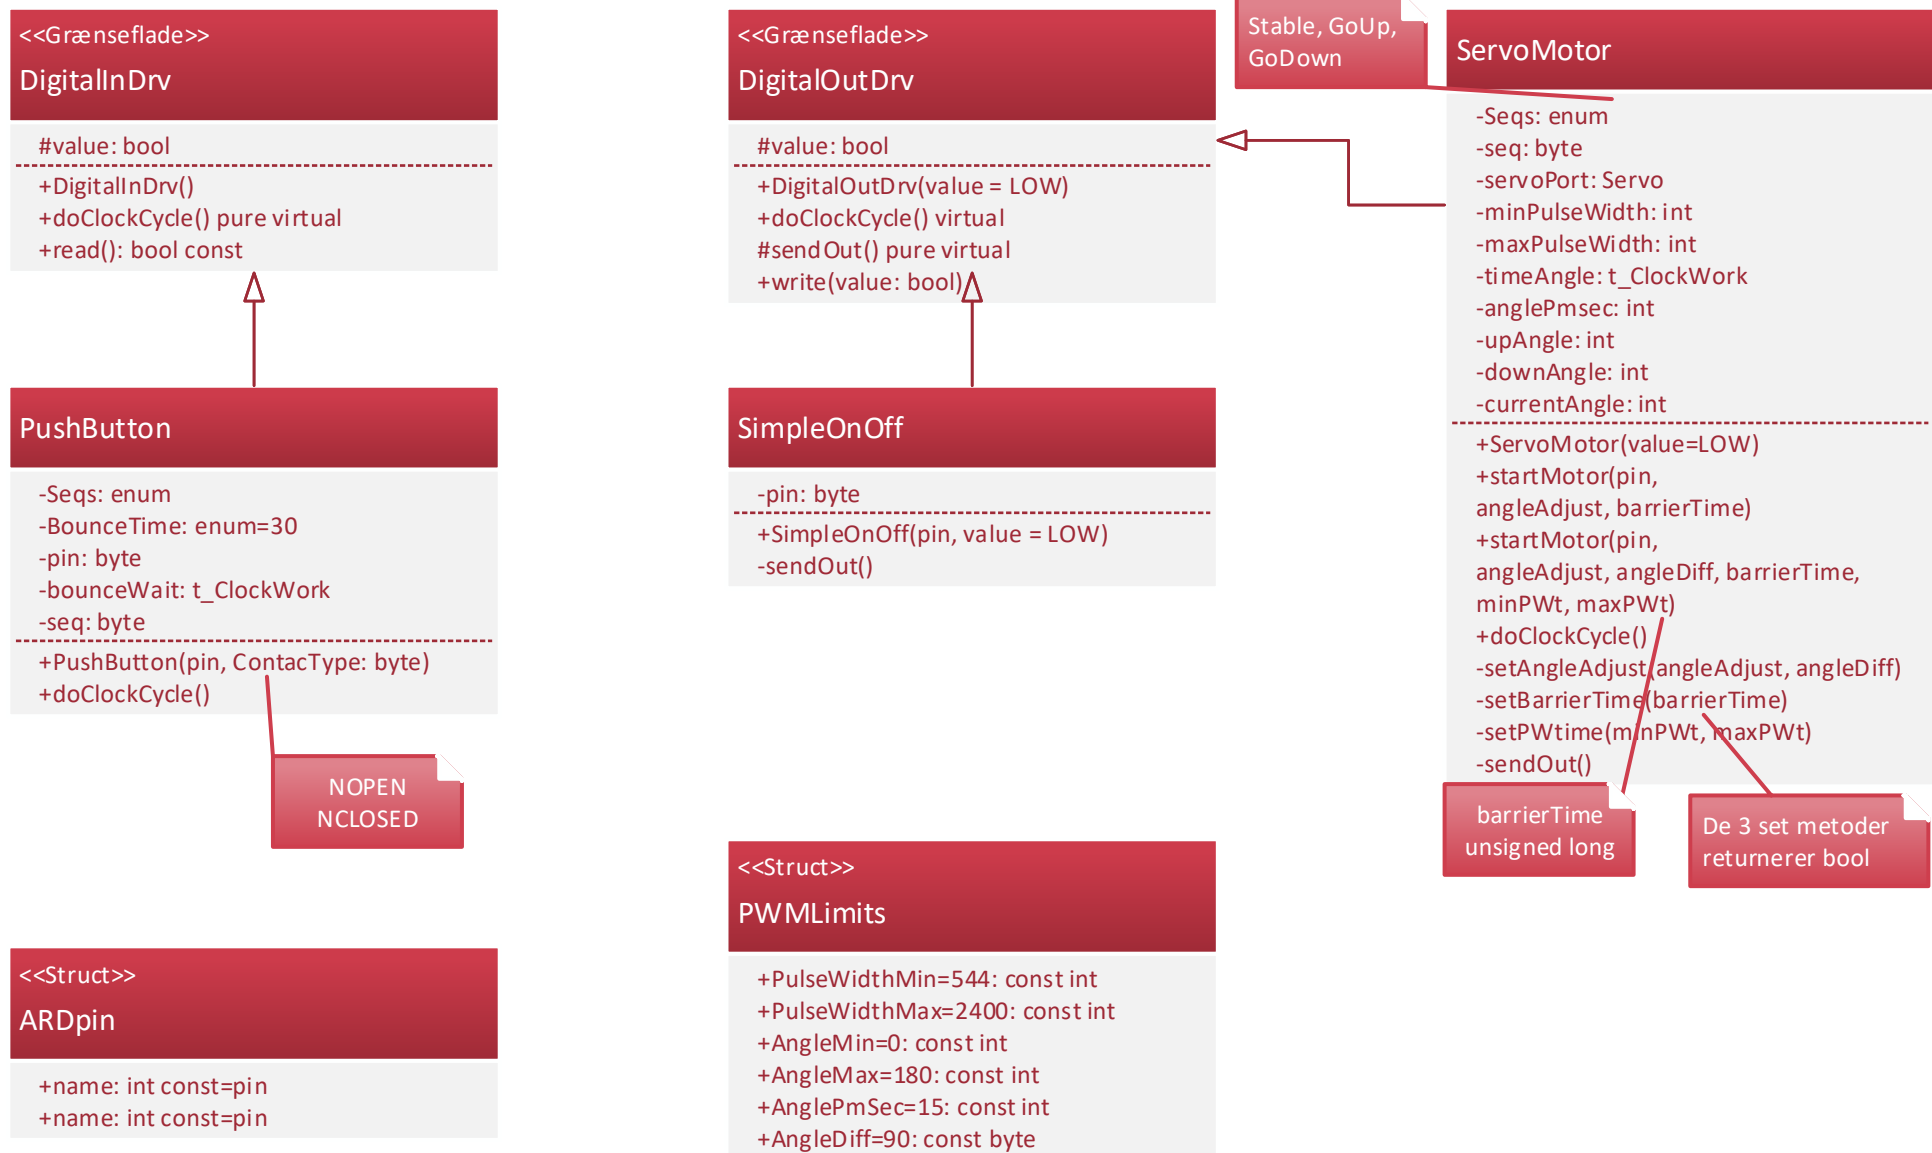 <<Grænseflade>>
DigitalInDrv
#value: bool
+DigitalInDrv()
+doClockCycle() pure virtual
+read(): bool const
PushButton
-Seqs: enum
-BounceTime: enum=30
-pin: byte
-bounceWait: t_ClockWork
-seq: byte
+PushButton(pin, ContacType: byte)
+doClockCycle()
NOPEN
NCLOSED
<<Struct>>
ARDpin
+name: int const=pin
+name: int const=pin
<<Grænseflade>>
DigitalOutDrv
#value: bool
+DigitalOutDrv(value = LOW)
+doClockCycle() virtual
#sendOut() pure virtual
+write(value: bool)
SimpleOnOff
-pin: byte
+SimpleOnOff(pin, value = LOW)
-sendOut()
<<Struct>>
PWMLimits
+PulseWidthMin=544: const int
+PulseWidthMax=2400: const int
+AngleMin=0: const int
+AngleMax=180: const int
+AnglePmSec=15: const int
+AngleDiff=90: const byte
Stable, GoUp,
GoDown
ServoMotor
-Seqs: enum
-seq: byte
-servoPort: Servo
-minPulseWidth: int
-maxPulseWidth: int
-timeAngle: t_ClockWork
-anglePmsec: int
-upAngle: int
-downAngle: int
-currentAngle: int
+ServoMotor(value=LOW)
+startMotor(pin,
angleAdjust, barrierTime)
+startMotor(pin,
angleAdjust, angleDiff, barrierTime,
minPWt, maxPWt)
+doClockCycle()
-setAngleAdjust(angleAdjust, angleDiff)
-setBarrierTime(barrierTime)
-setPWtime(minPWt, maxPWt)
-sendOut()
barrierTime
unsigned long
De 3 set metoder
returnerer bool